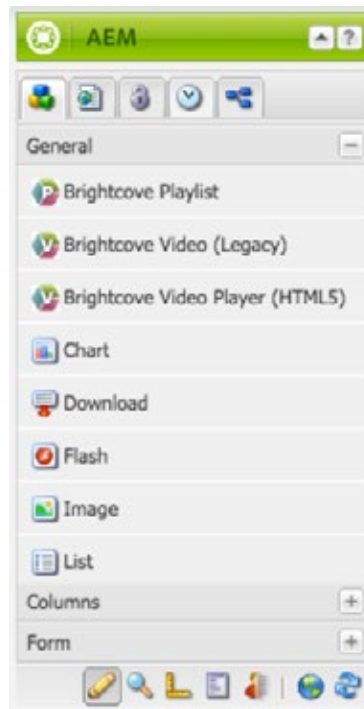 AEM
?
General
Brightcove Playlist
Brightcove Video (Legacy)
Brightcove Video Player (HTML5)
Chart
Download
Flash
Image
List
Columns
Form